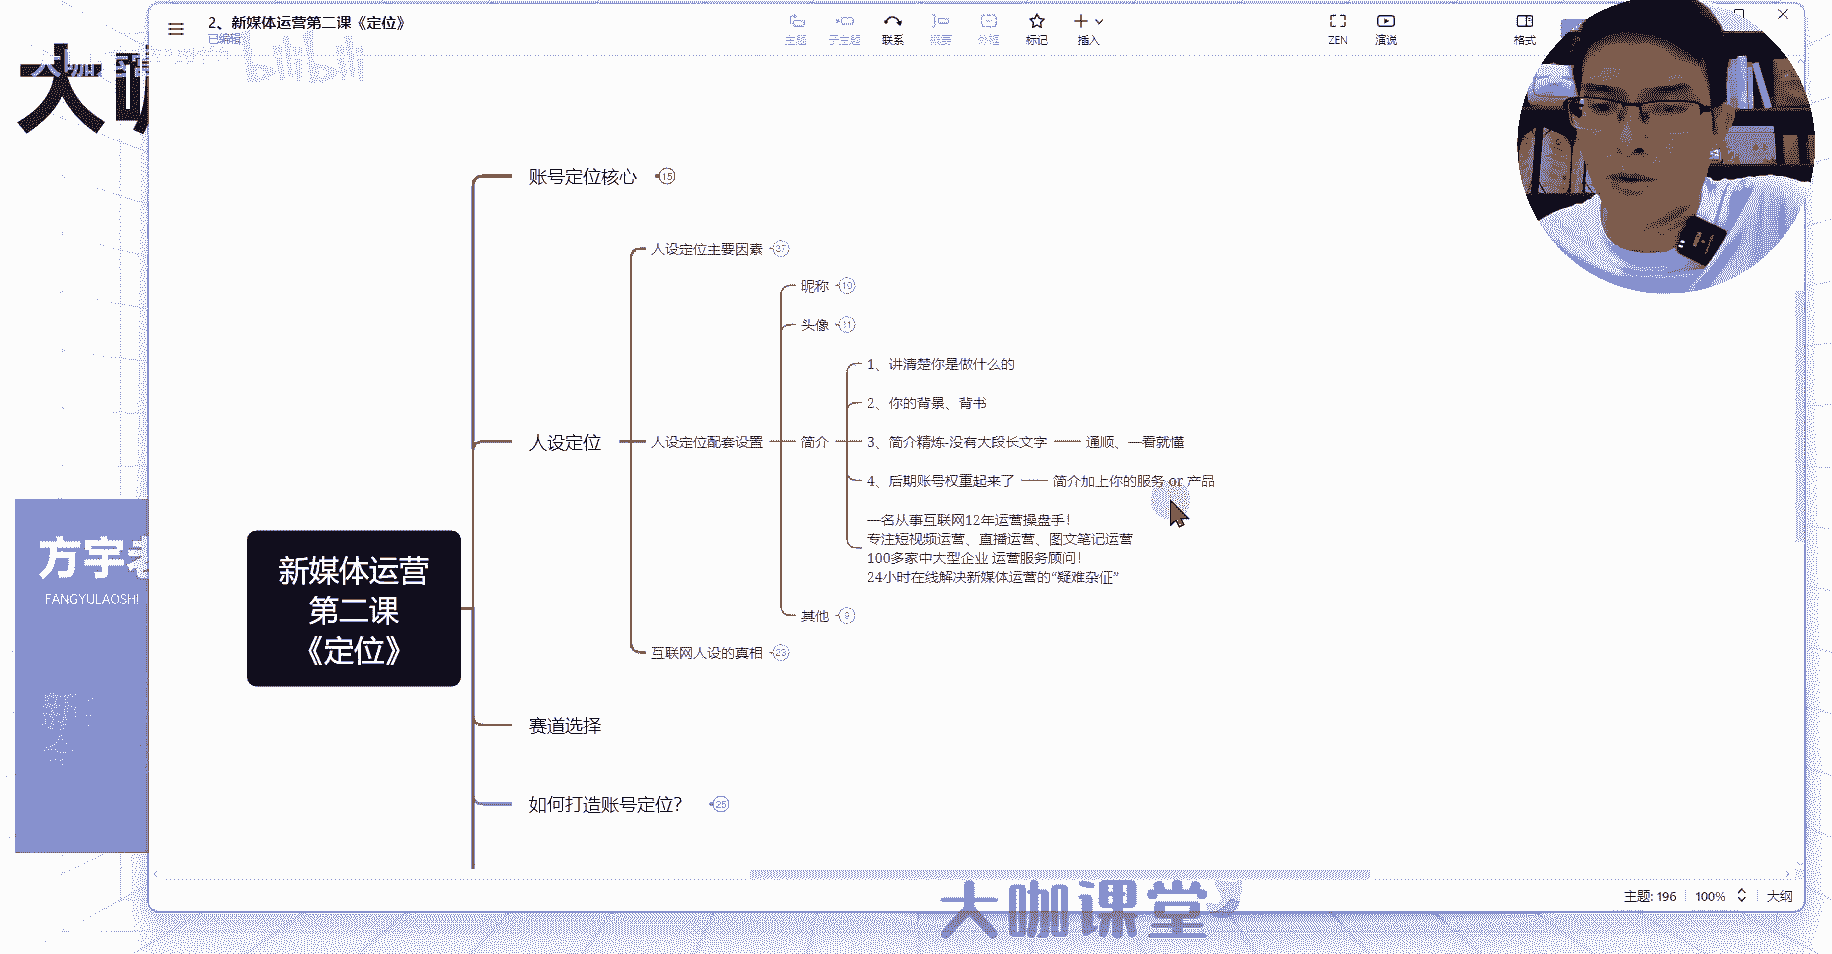 2、新媒体运营第二课《定位》
已编辑
主题
子主题
联系
概要
外框
标记
插入
ZEN
演说
格式
bilibili
大咖
方宇老
FANGYULAOSHI
新媒体运营
第二课
《定位》
账号定位核心
15
人设定位
人设定位主要因素
27
人设定位配套设置
昵称
19
头像
11
简介
1、讲清楚你是做什么的
2、你的背景、背书
3、简介精炼-没有大段长文字
通顺、一看就懂
4、后期账号权重起来了
简介加上你的服务 or 产品
一名从事互联网12年运营操盘手!
专注短视频运营、直播运营、图文笔记运营
100多家中大型企业 运营服务顾问!
24小时在线解决新媒体运营的“疑难杂症”
其他
9
互联网人设的真相
23
赛道选择
如何打造账号定位?
25
主题: 196
100%
大纲
大咖课堂